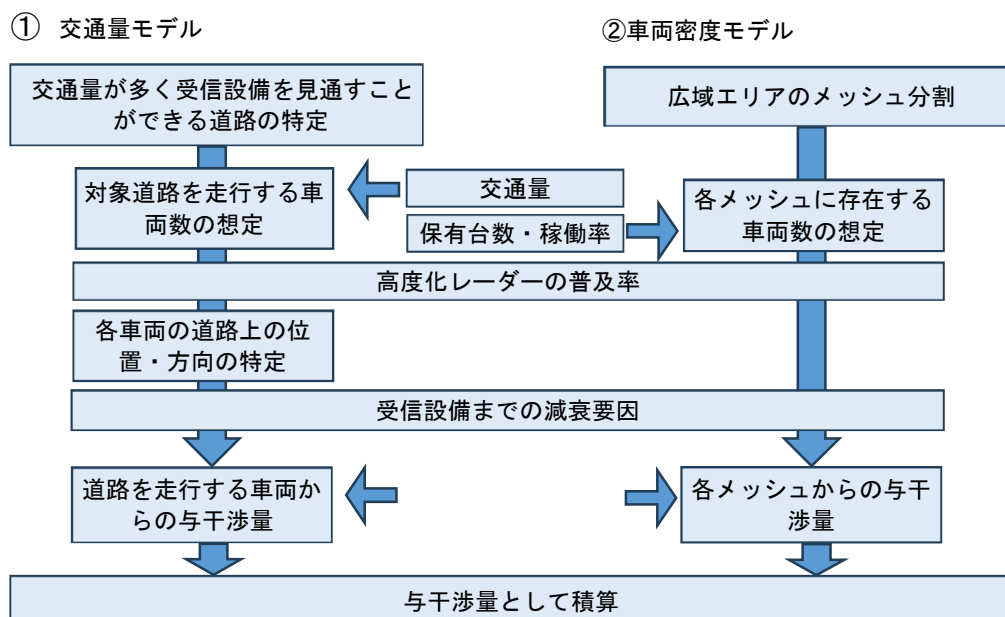 ① 交通量モデル
②車両密度モデル
交通量が多く受信設備を見通すこと
ができる道路の特定
広域エリアのメッシュ分割
対象道路を走行する車
両数の想定
交通量
保有台数・稼働率
各メッシュに存在する
車両数の想定
高度化レーダーの普及率
各車両の道路上の位
置・方向の特定
受信設備までの減衰要因
道路を走行する車両か
らの与干渉量
各メッシュからの与干
渉量
与干渉量として積算